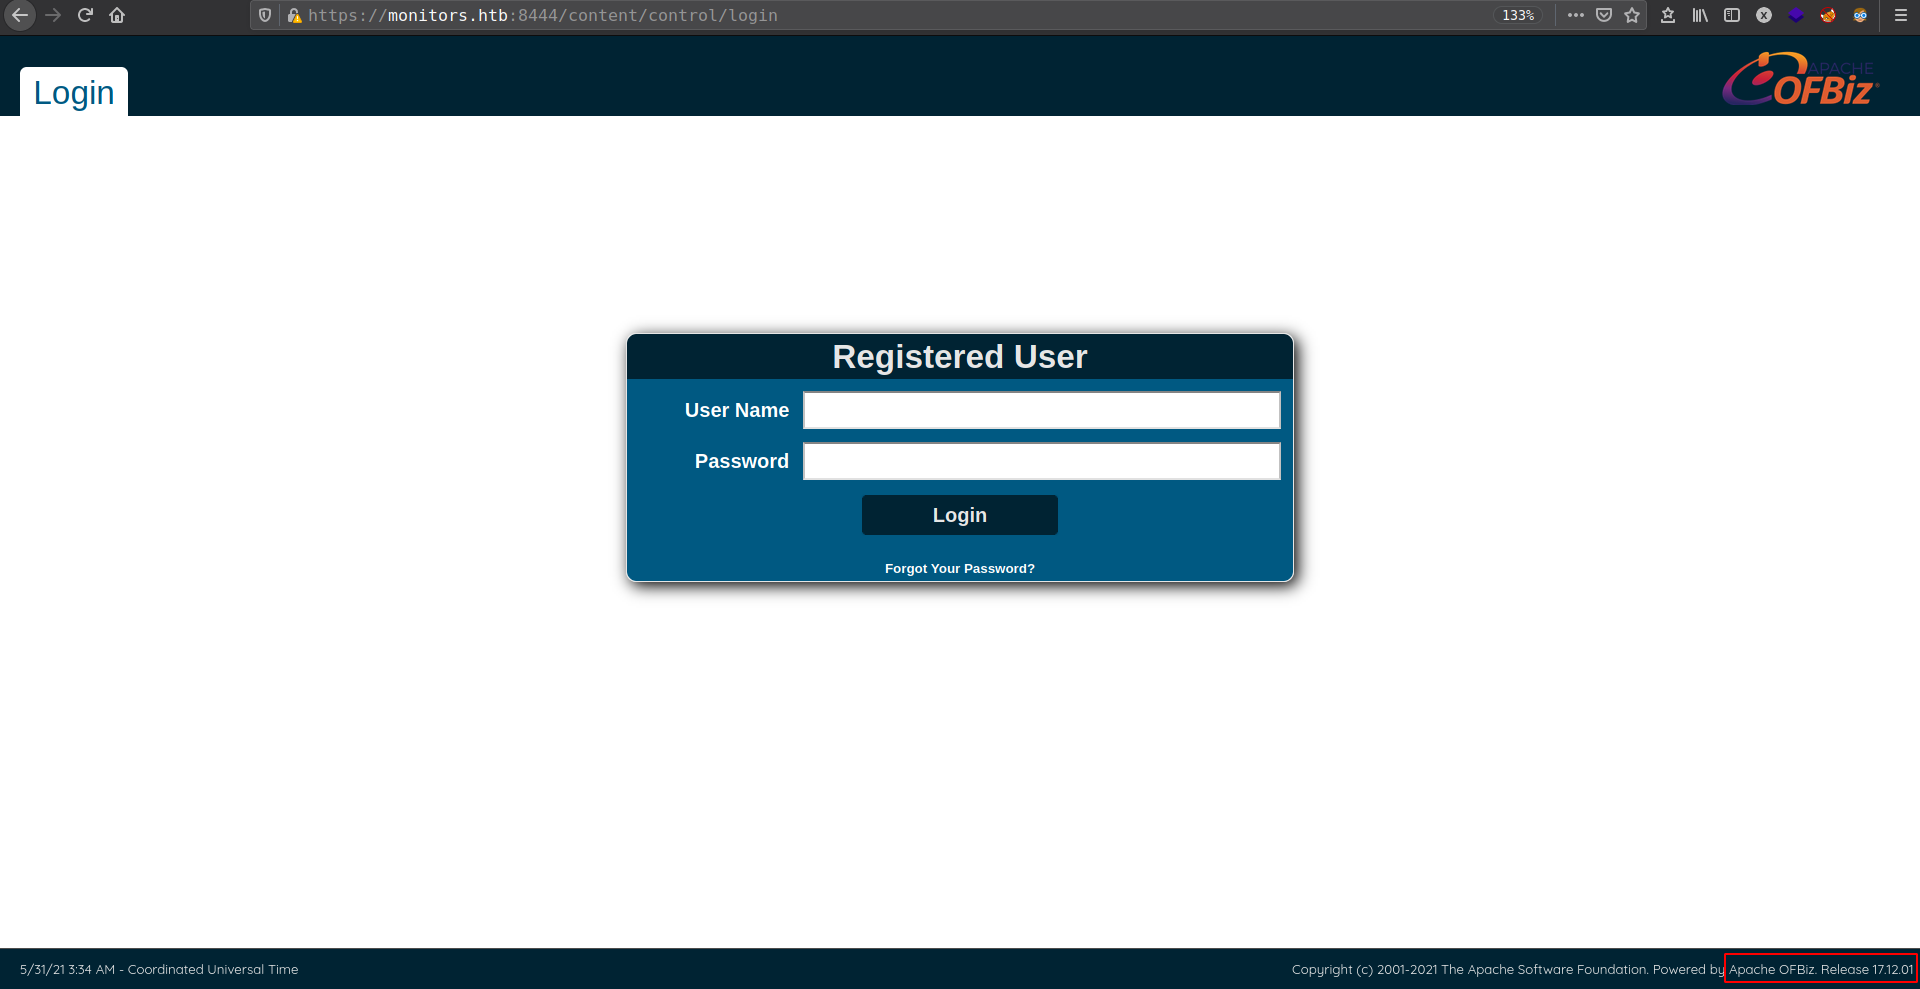 https://monitors.htb:8444/content/control/login
133%
Login
APACHE
OFBiz
Registered User
User Name
Password
Login
Forgot Your Password?
5/31/21 3:34 AM - Coordinated Universal Time
Copyright (c) 2001-2021 The Apache Software Foundation. Powered by Apache OFBiz. Release 17.12.01